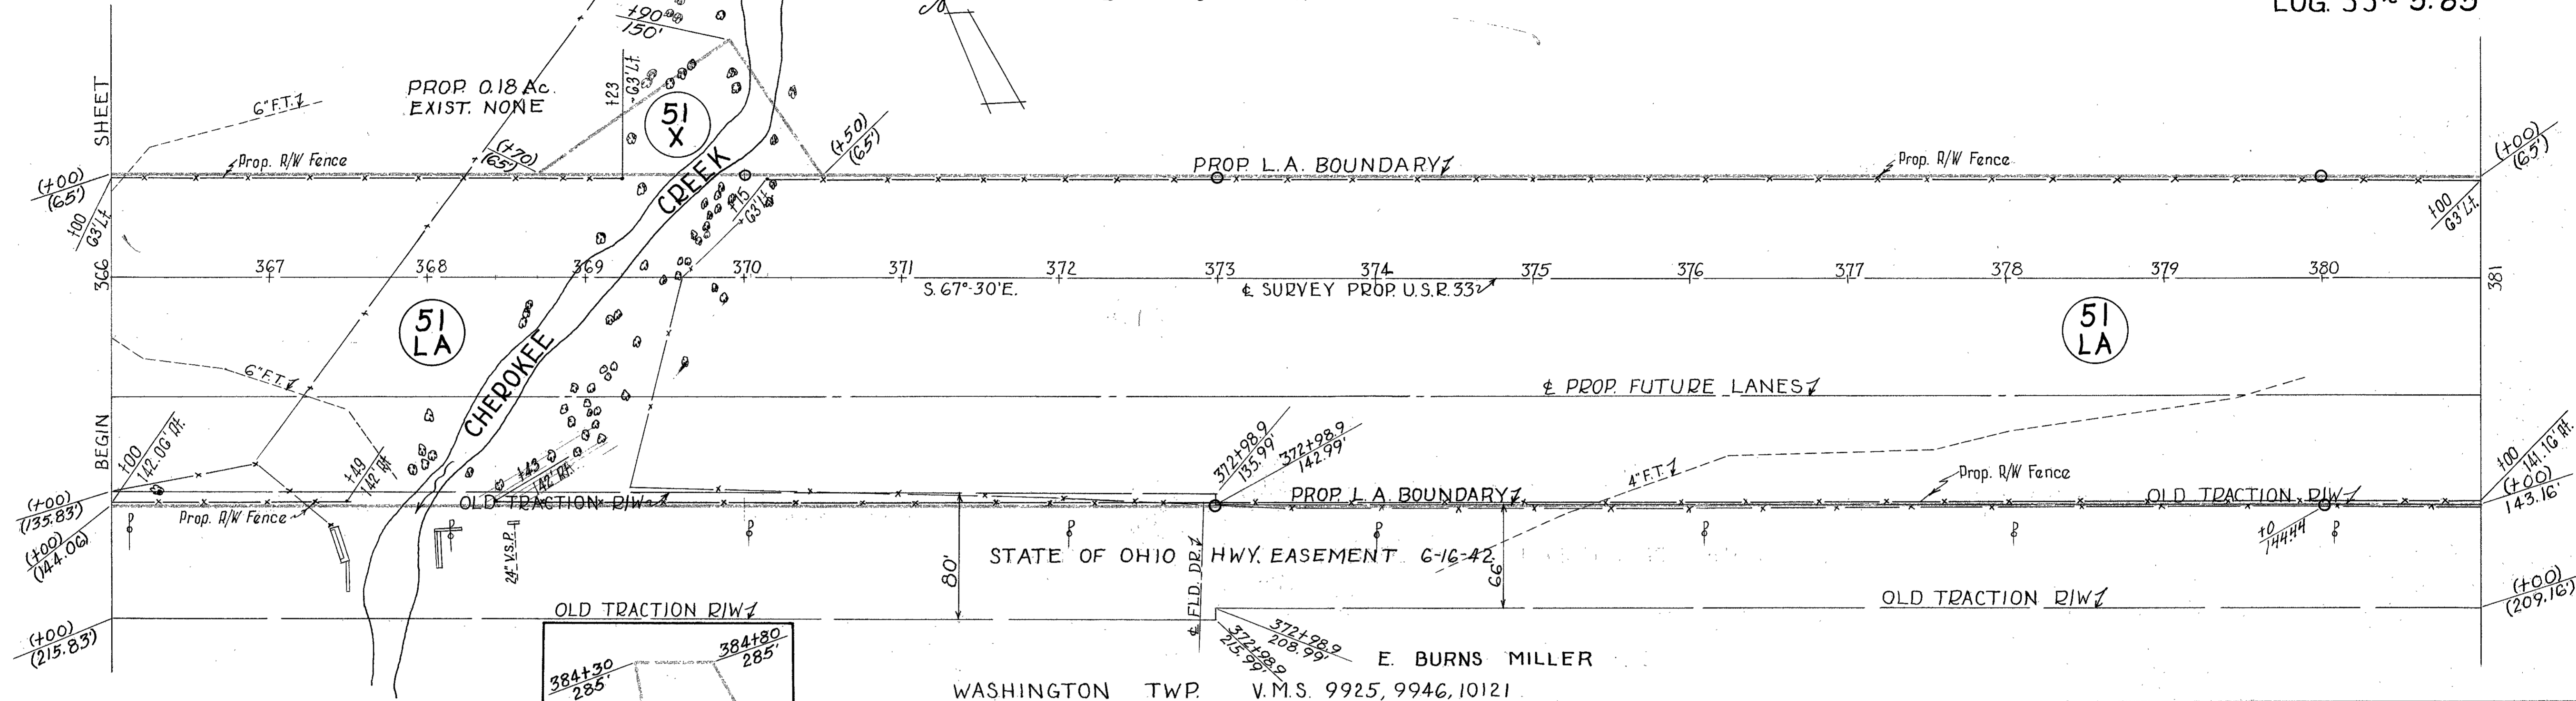 LOG. 33~ 5.85
+90
150'
PROP. 0.18 Ac.
EXIST. NONE
+23
63' Lt.
51
X
6" F.T.
SHEET
Prop. R/W Fence
(+70)
(65')
(+50)
(65')
PROP. L.A. BOUNDARY
Prop. R/W Fence
(+00)
(65')
(+00)
(65')
+00
63' Lt.
+00
63' Lt.
CREEK
+15
63' Lt.
366
367
368
369
370
371
372
373
374
375
376
377
378
379
380
381
S. 67°-30' E.
℄ SURVEY PROP. U.S.R. 33
51
LA
51
LA
CHEROKEE
6" F.T.
℄ PROP. FUTURE LANES
BEGIN
+00
142.06' Rt.
+49
142' Rt
+43
142' Rt.
372+98.9
135.99'
372+98.9
142.99'
4" F.T.
Prop. R/W Fence
+00
141.16' Rt.
(+00)
(135.83')
(+00)
143.16'
PROP. L.A. BOUNDARY
OLD TRACTION R/W
OLD TRACTION R/W
Prop. R/W Fence
(+00)
(144.06)
+0
144.44
24" V.S.P.
80'
℄ FLD. DR.
STATE OF OHIO HWY. EASEMENT 6-16-42
66'
OLD TRACTION R/W
OLD TRACTION R/W
(+00)
(209.16')
(+00)
(215.83')
372+98.9
208.99'
372+98.9
215.99'
384+30
285'
384+80
285'
E. BURNS MILLER
WASHINGTON TWP. V.M.S. 9925, 9946, 10121